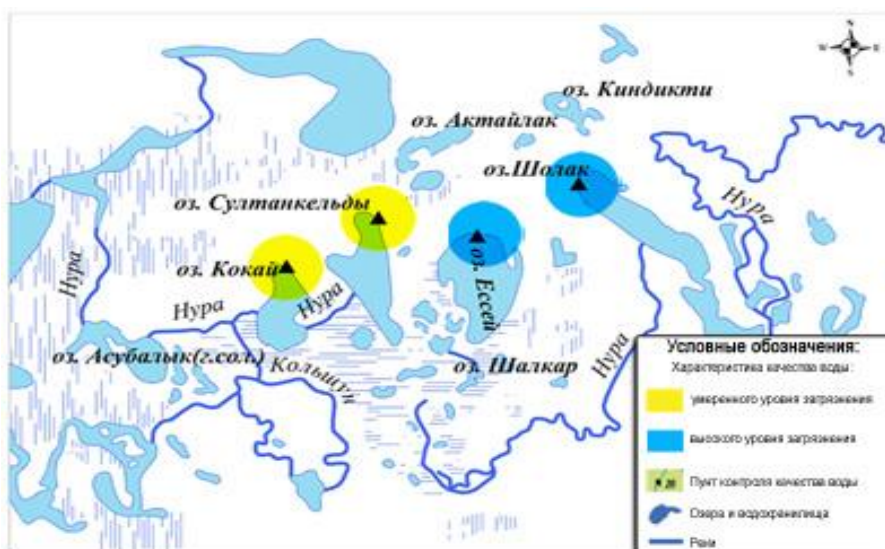 N
W E
S
оз. Киндикти
оз. Актайлак
оз.Шолак
Нура
оз. Султанкельды
оз. Кокай
оз. Ессей
Нура
Нура
Нура
оз. Асубалык(г.сол.)
Кольщун
оз. Шалкар
Нура
Условные обозначения:
Характеристика качества воды:
умеренного уровня загрязнения
высокого уровня загрязнения
Пункт контроля качества воды
Озера и водохранилища
Реки